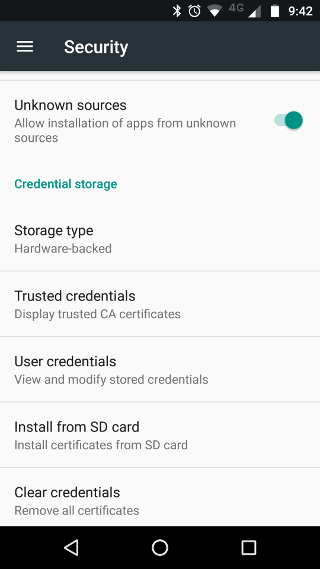 4G 9:42
Security
Unknown sources
Allow installation of apps from unknown
sources
Credential storage
Storage type
Hardware-backed
Trusted credentials
Display trusted CA certificates
User credentials
View and modify stored credentials
Install from SD card
Install certificates from SD card
Clear credentials
Remove all certificates